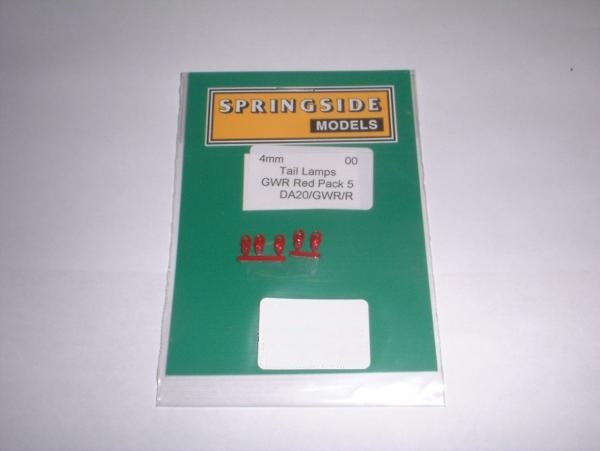 SPRINGSIDE
MODELS
4mm 00
Tail Lamps
GWR Red Pack 5
DA20/GWR/R